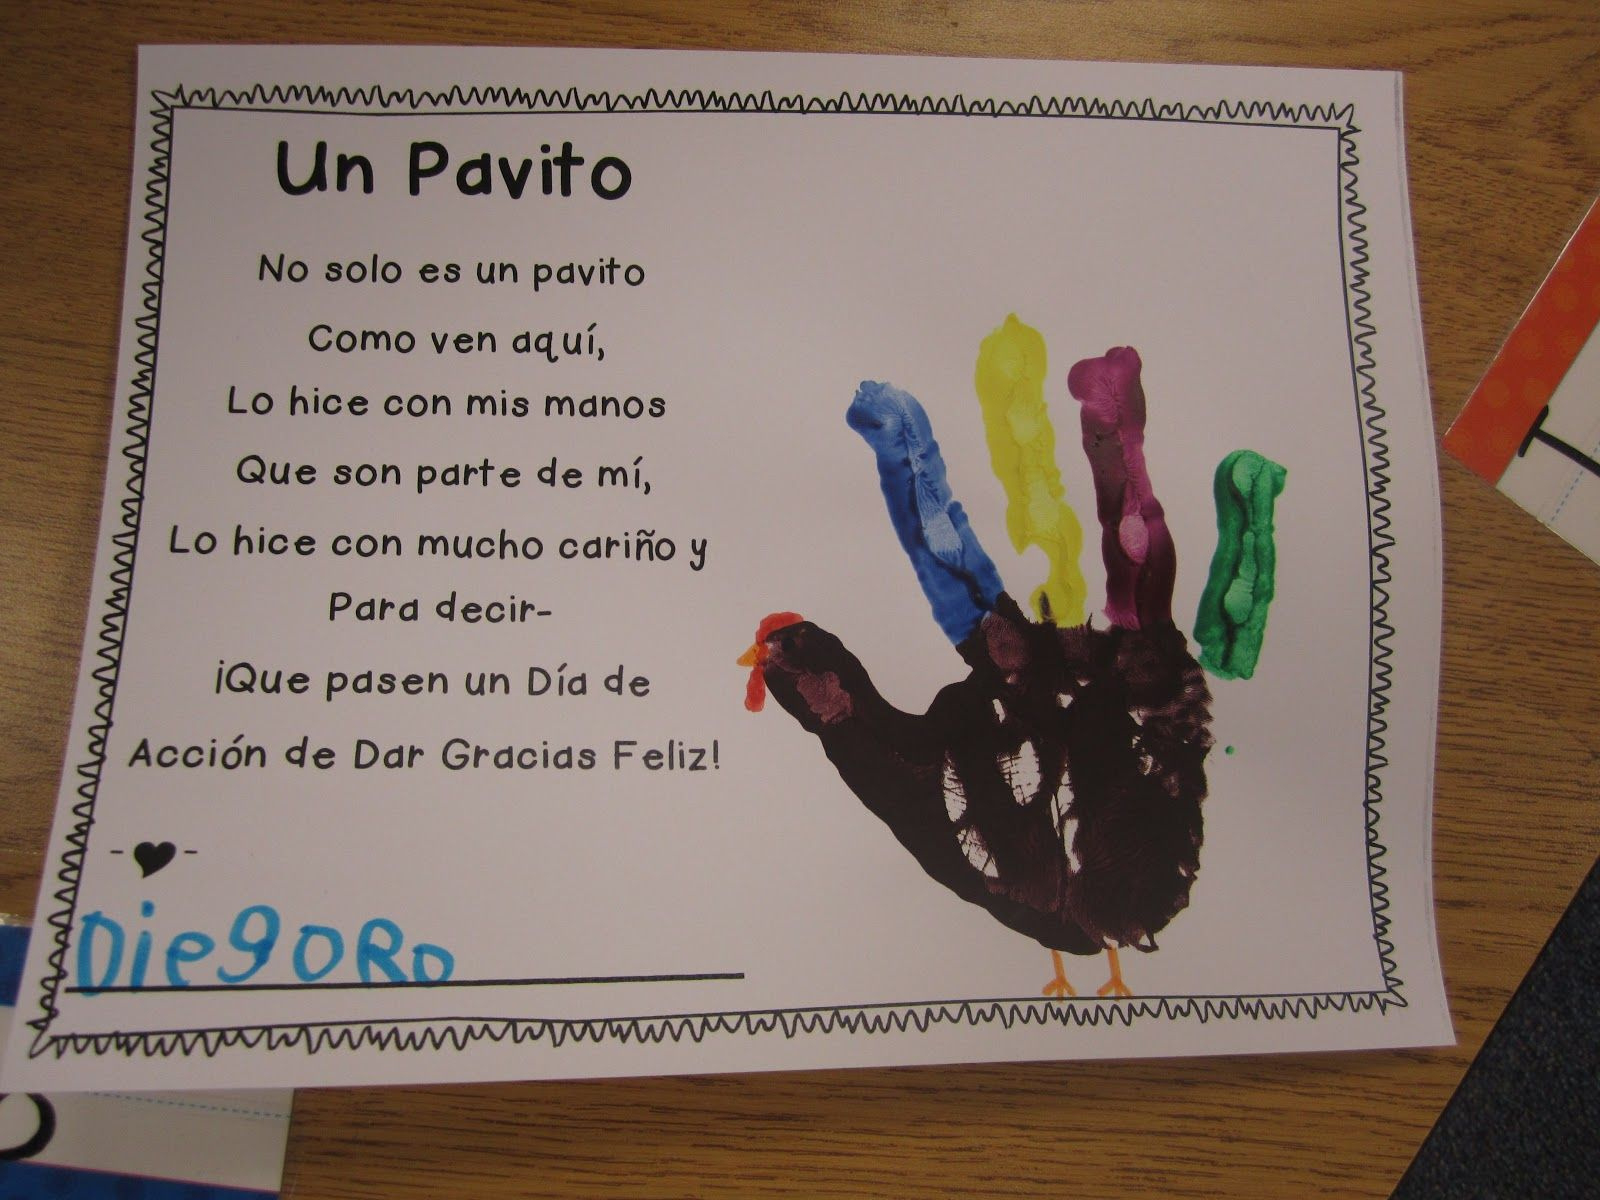 Un Pavito
No solo es un pavito
Como ven aquí,
Lo hice con mis manos
Que son parte de mí,
Lo hice con mucho cariño y
Para decir-
¡Que pasen un Día de
Acción de Dar Gracias Feliz!
-♥-
DiegoRo